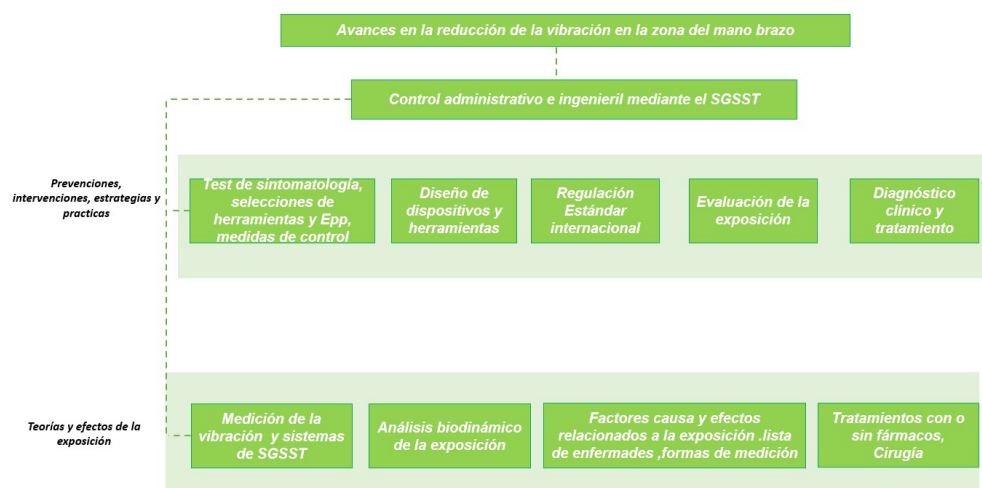 Avances en la reducción de la vibración en la zona del mano brazo
Control administrativo e ingenieril mediante el SGSST
Prevenciones,
intervenciones, estrategias y
practicas
Test de sintomatología,
selecciones de
herramientas y Epp,
medidas de control
Diseño de
dispositivos y
herramientas
Regulación
Estándar
internacional
Evaluación de la
exposición
Diagnóstico
clínico y
tratamiento
Teorías y efectos de la
exposición
Medición de la
vibración y sistemas
de SGSST
Análisis biodinámico
de la exposición
Factores causa y efectos
relacionados a la exposición .lista
de enfermades ,formas de medición
Tratamientos con o
sin fármacos,
Cirugía